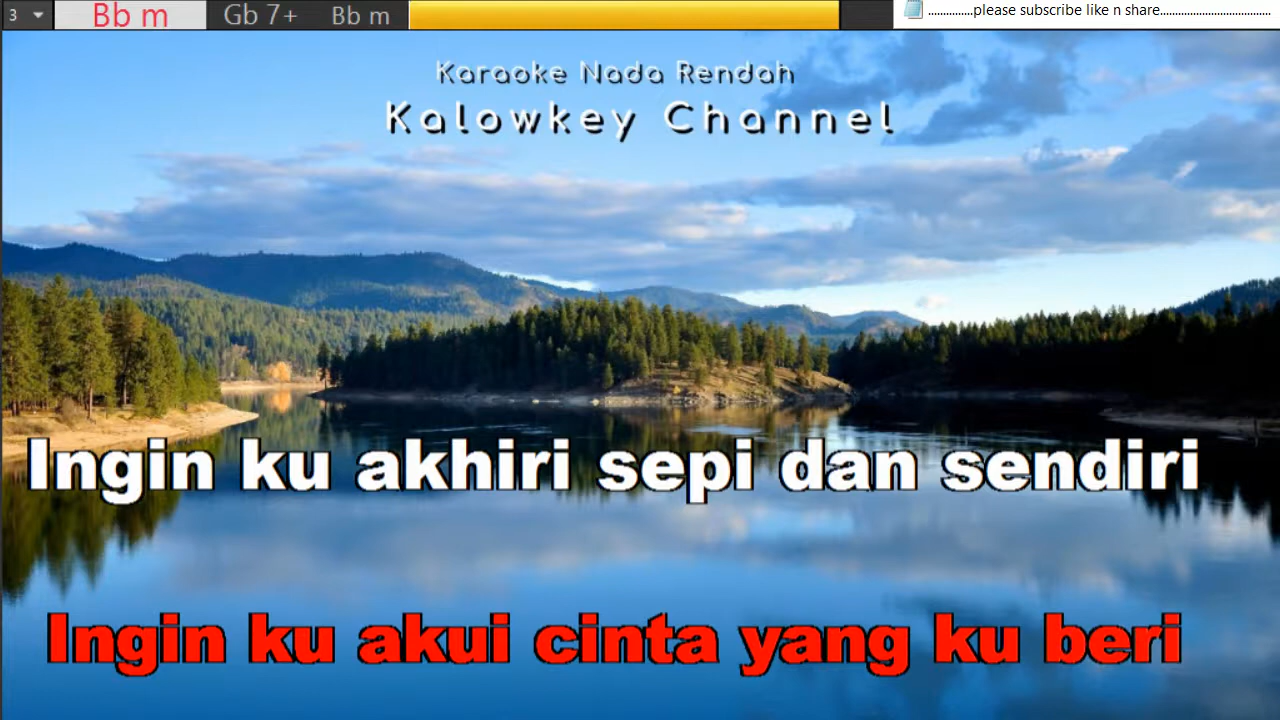 3 Bb m Gb 7+ Bb m
...............please subscribe like n share.....................................
Karaoke Nada Rendah
Kalowkey Channel
Ingin ku akhiri sepi dan sendiri
Ingin ku akui cinta yang ku beri